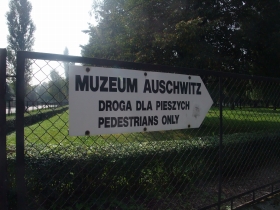 MUZEUM AUSCHWITZ
DROGA DLA PIESZYCH
PEDESTRIANS ONLY